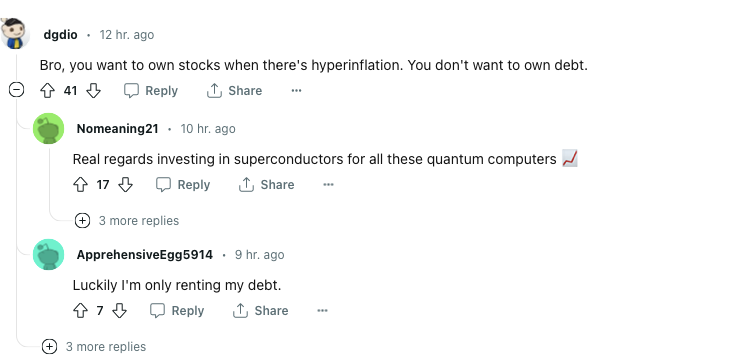 dgdio • 12 hr. ago
Bro, you want to own stocks when there's hyperinflation. You don't want to own debt.
41 Reply Share ···
Nomeaning21 • 10 hr. ago
Real regards investing in superconductors for all these quantum computers 📈
17 Reply Share ···
3 more replies
ApprehensiveEgg5914 • 9 hr. ago
Luckily I'm only renting my debt.
7 Reply Share ···
3 more replies